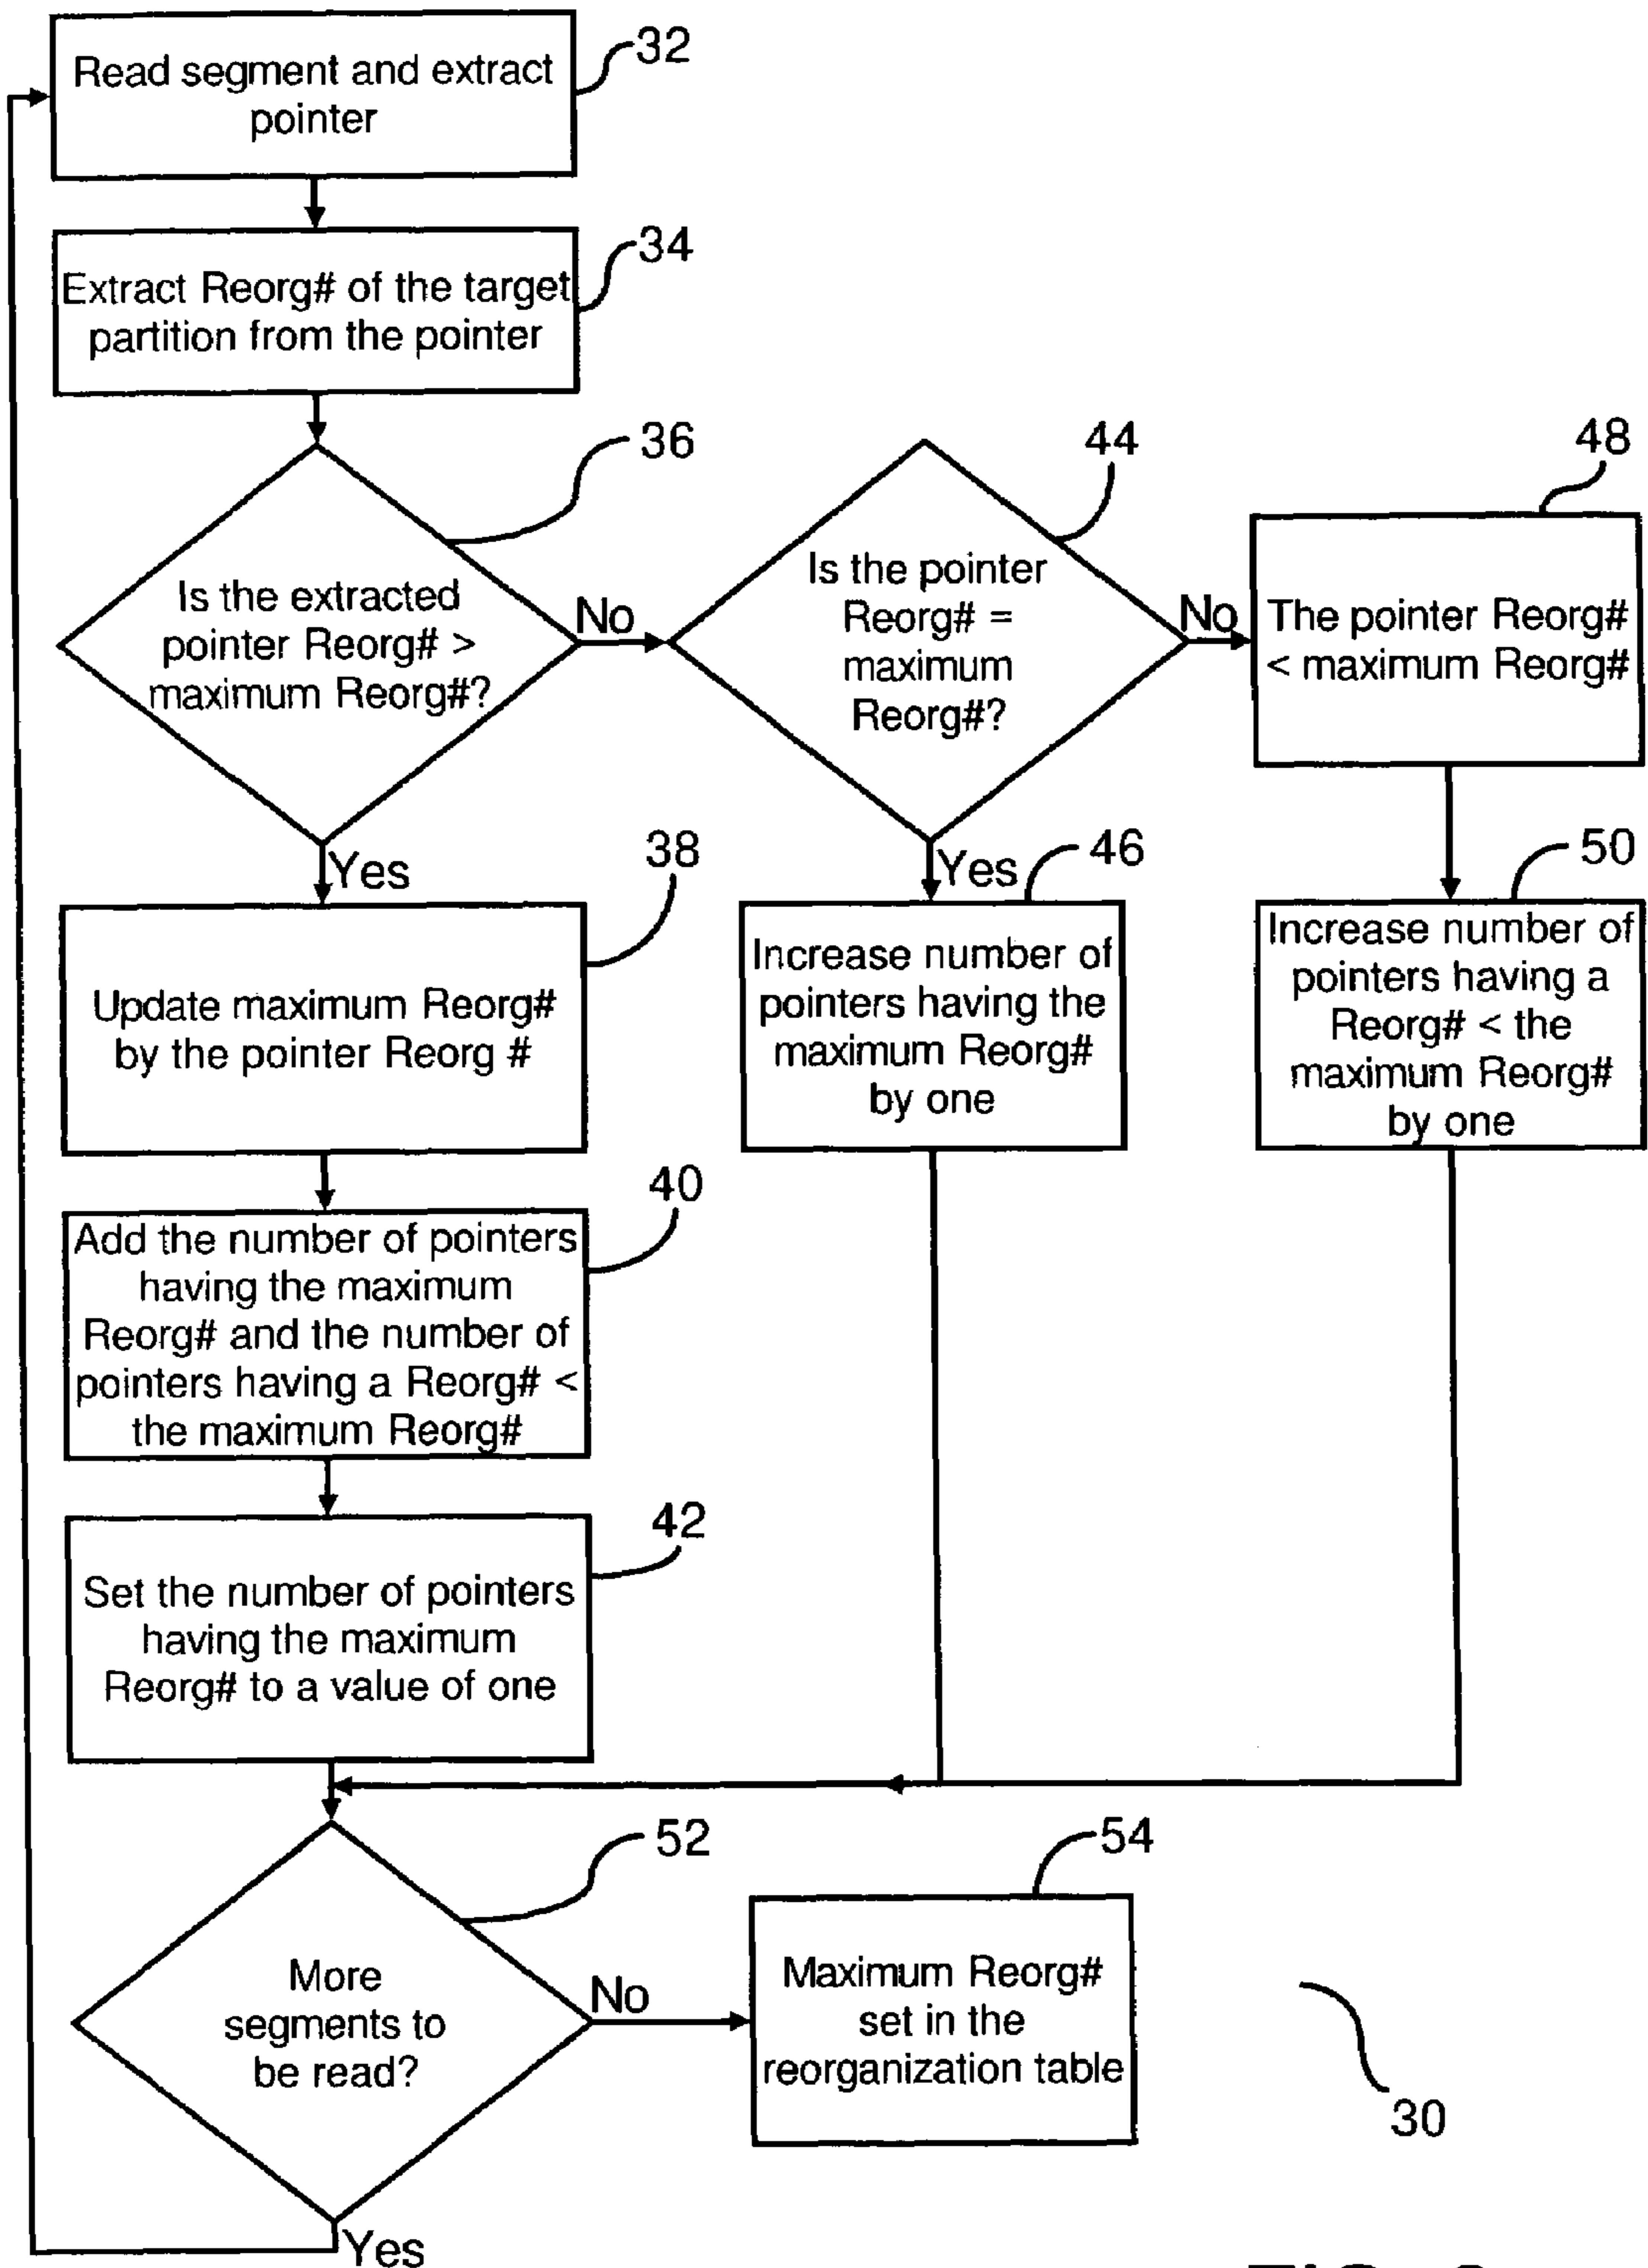 Read segment and extract
pointer
32
Extract Reorg# of the target
partition from the pointer
34
Is the extracted
pointer Reorg# >
maximum Reorg#?
36
No
Yes
Is the pointer
Reorg# =
maximum
Reorg#?
44
No
Yes
The pointer Reorg#
< maximum Reorg#
48
Update maximum Reorg#
by the pointer Reorg #
38
Increase number of
pointers having the
maximum Reorg#
by one
46
Increase number of
pointers having a
Reorg# < the
maximum Reorg#
by one
50
Add the number of pointers
having the maximum
Reorg# and the number of
pointers having a Reorg# <
the maximum Reorg#
40
Set the number of pointers
having the maximum
Reorg# to a value of one
42
More
segments to
be read?
52
No
Yes
Maximum Reorg#
set in the
reorganization table
54
30